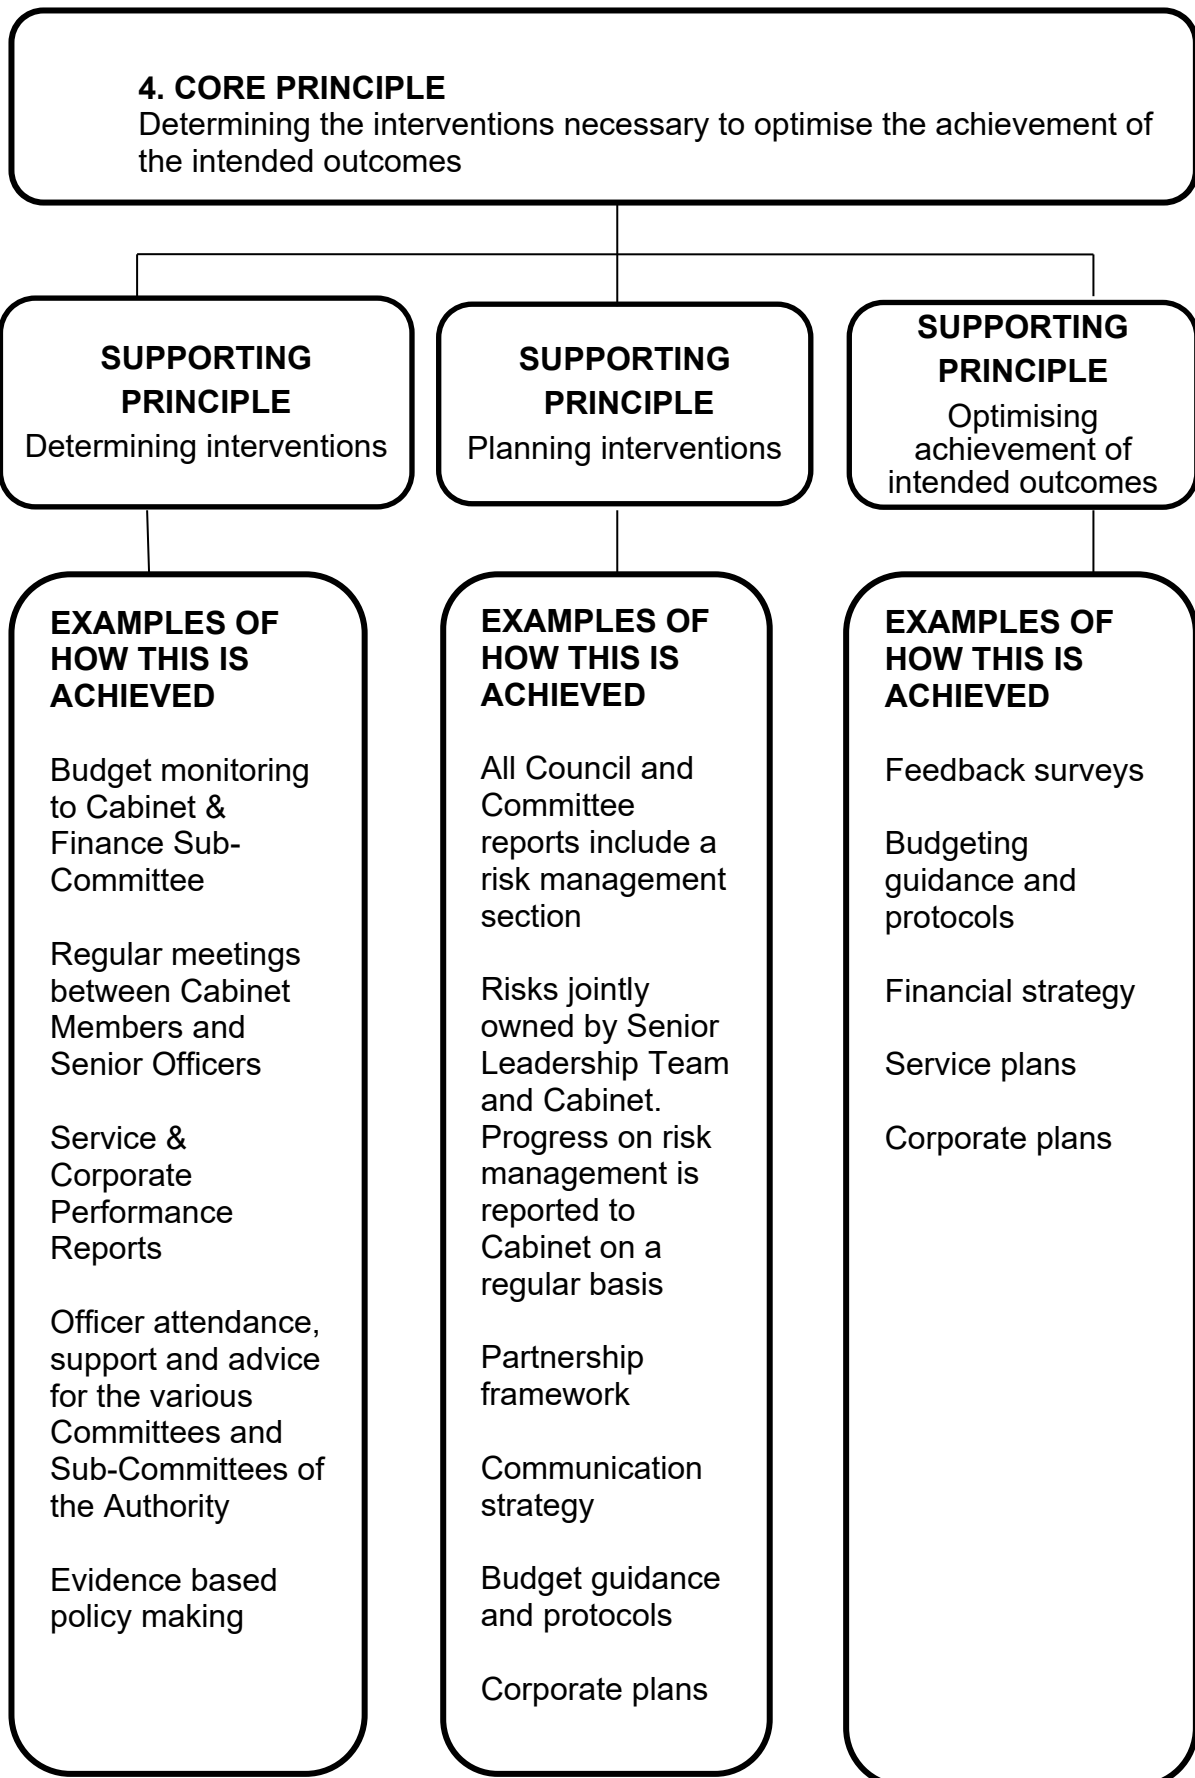 4. CORE PRINCIPLE
Determining the interventions necessary to optimise the achievement of
the intended outcomes
SUPPORTING
PRINCIPLE
Determining interventions
SUPPORTING
PRINCIPLE
Planning interventions
SUPPORTING
PRINCIPLE
Optimising
achievement of
intended outcomes
EXAMPLES OF
HOW THIS IS
ACHIEVED
Budget monitoring
to Cabinet &
Finance Sub-
Committee
Regular meetings
between Cabinet
Members and
Senior Officers
Service &
Corporate
Performance
Reports
Officer attendance,
support and advice
for the various
Committees and
Sub-Committees of
the Authority
Evidence based
policy making
EXAMPLES OF
HOW THIS IS
ACHIEVED
All Council and
Committee
reports include a
risk management
section
Risks jointly
owned by Senior
Leadership Team
and Cabinet.
Progress on risk
management is
reported to
Cabinet on a
regular basis
Partnership
framework
Communication
strategy
Budget guidance
and protocols
Corporate plans
EXAMPLES OF
HOW THIS IS
ACHIEVED
Feedback surveys
Budgeting
guidance and
protocols
Financial strategy
Service plans
Corporate plans